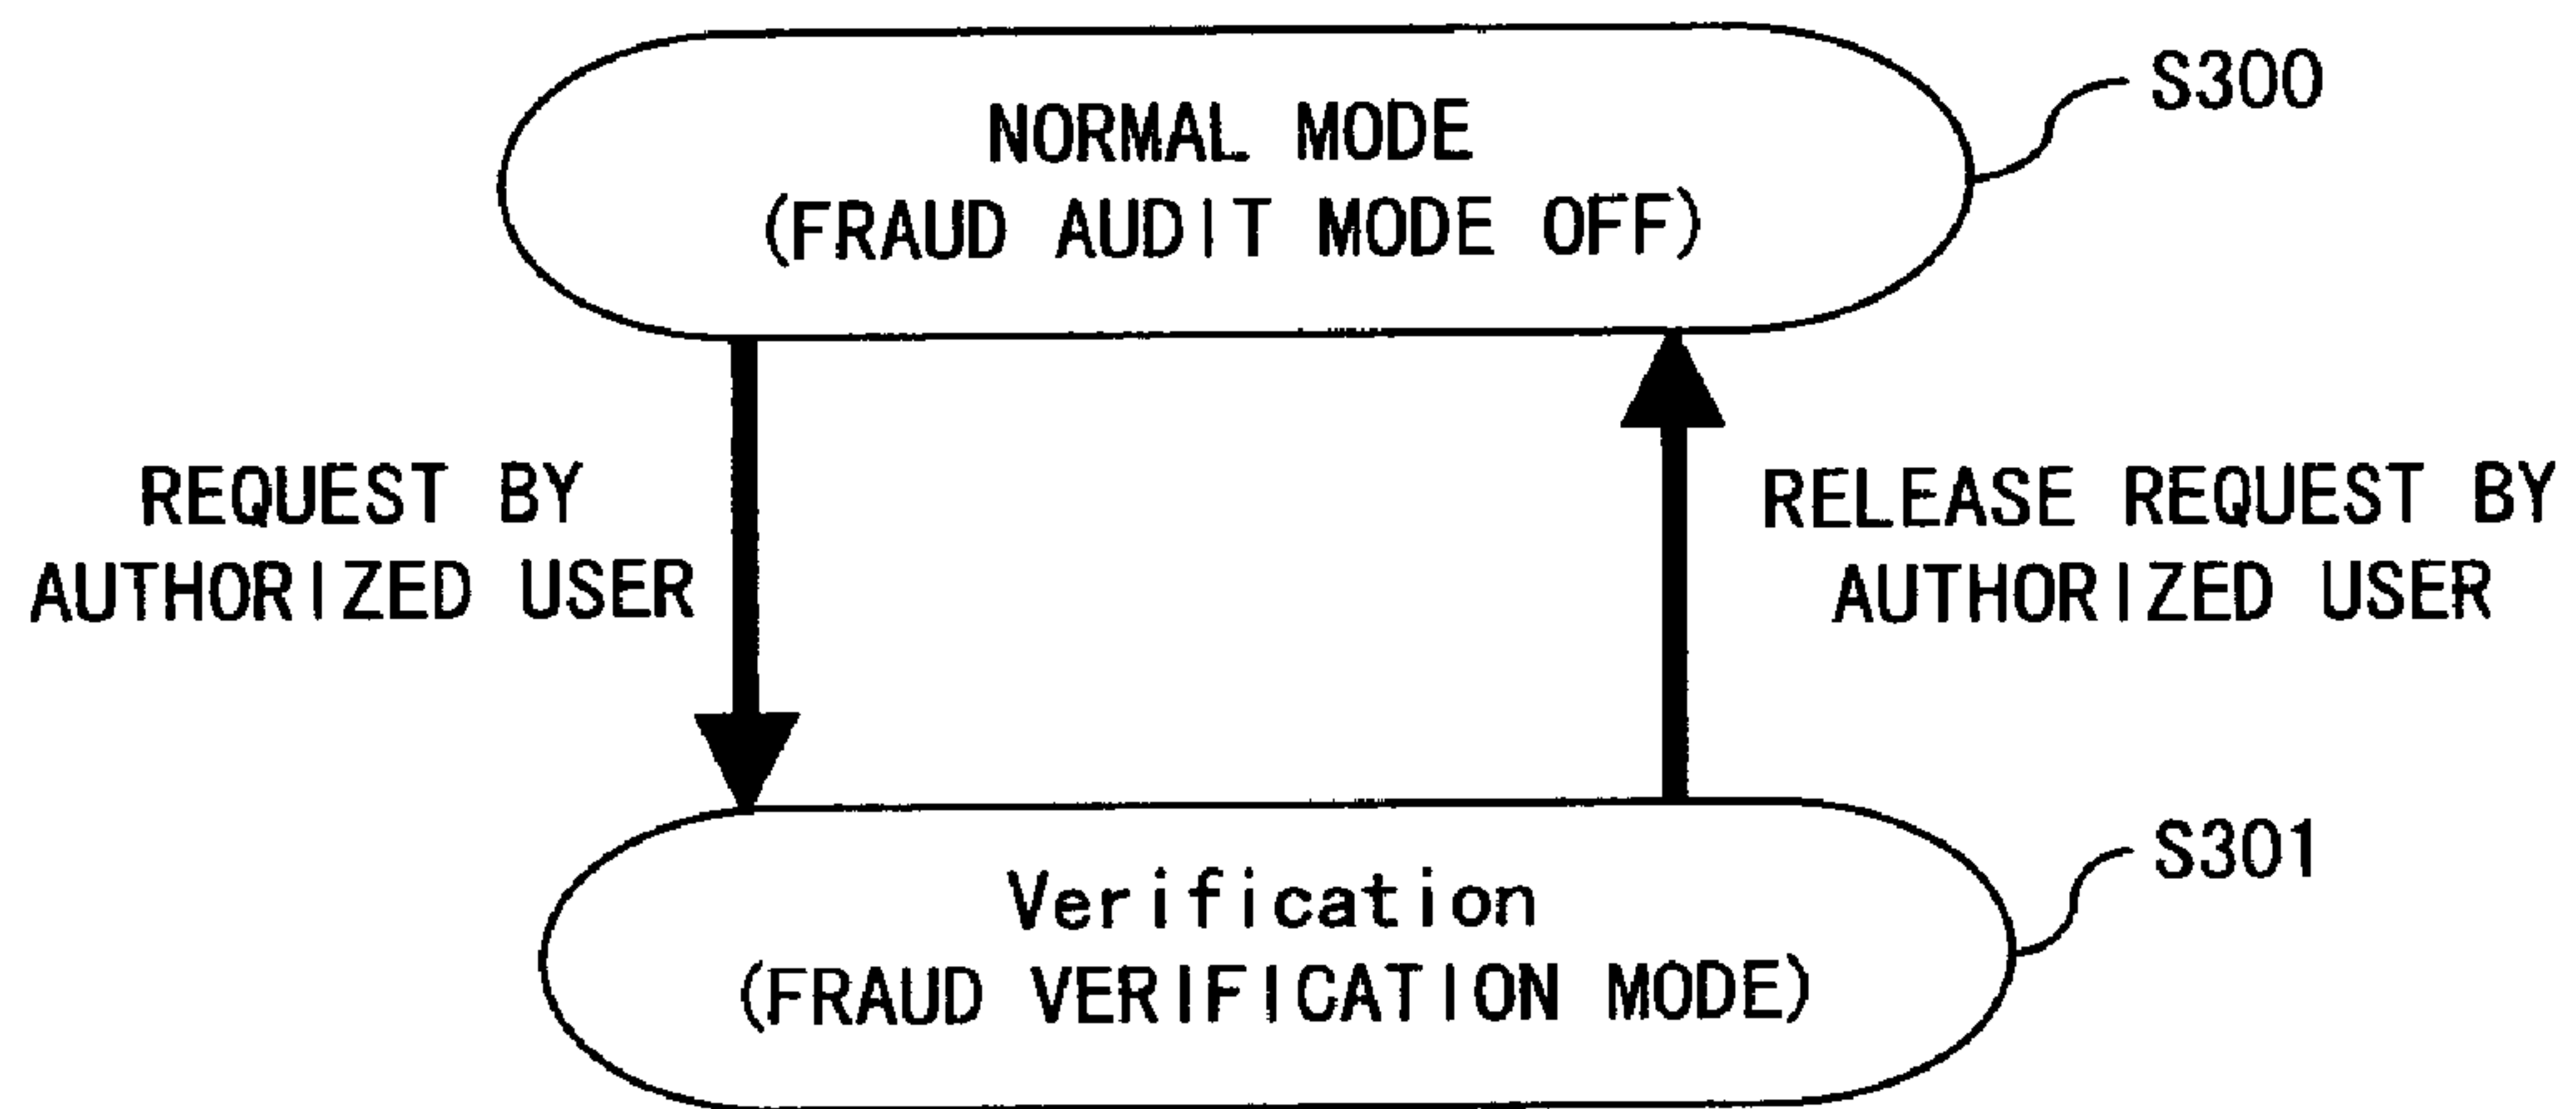 NORMAL MODE
(FRAUD AUDIT MODE OFF)
S300
REQUEST BY
AUTHORIZED USER
RELEASE REQUEST BY
AUTHORIZED USER
Verification
(FRAUD VERIFICATION MODE)
S301